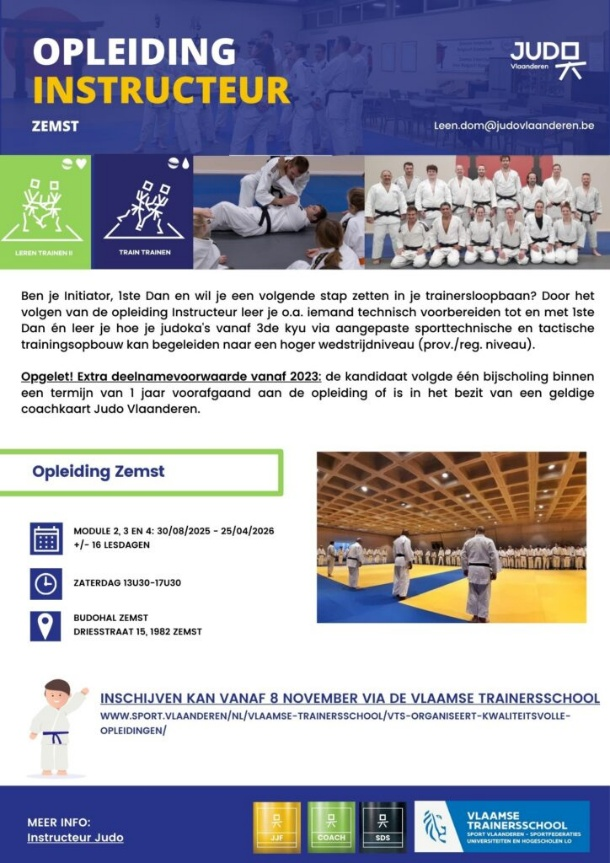 OPLEIDING
INSTRUCTEUR
ZEMST
JUDO
Vlaanderen
Leen.dom@judovlaanderen.be
LEREN TRAINEN II
TRAIN TRAINEN
Ben je Initiator, 1ste Dan en wil je een volgende stap zetten in je trainersloopbaan? Door het
volgen van de opleiding Instructeur leer je o.a. iemand technisch voorbereiden tot en met 1ste
Dan én leer je hoe je judoka's vanaf 3de kyu via aangepaste sporttechnische en tactische
trainingsopbouw kan begeleiden naar een hoger wedstrijdniveau (prov./reg. niveau).
Opgelet! Extra deelnamevoorwaarde vanaf 2023: de kandidaat volgde één bijscholing binnen
een termijn van 1 jaar voorafgaand aan de opleiding of is in het bezit van een geldige
coachkaart Judo Vlaanderen.
Opleiding Zemst
MODULE 2, 3 EN 4: 30/08/2025 - 25/04/2026
+/- 16 LESDAGEN
ZATERDAG 13U30-17U30
BUDOHAL ZEMST
DRIESSTRAAT 15, 1982 ZEMST
INSCHIJVEN KAN VANAF 8 NOVEMBER VIA DE VLAAMSE TRAINERSSCHOOL
WWW.SPORT.VLAANDEREN/NL/VLAAMSE-TRAINERSSCHOOL/VTS-ORGANISEERT-KWALITEITSVOLLE-
OPLEIDINGEN/
MEER INFO:
Instructeur Judo
JJF
COACH
SDS
VLAAMSE
TRAINERSSCHOOL
SPORT VLAANDEREN - SPORTFEDERATIES
UNIVERSITEITEN EN HOGESCHOLEN LO